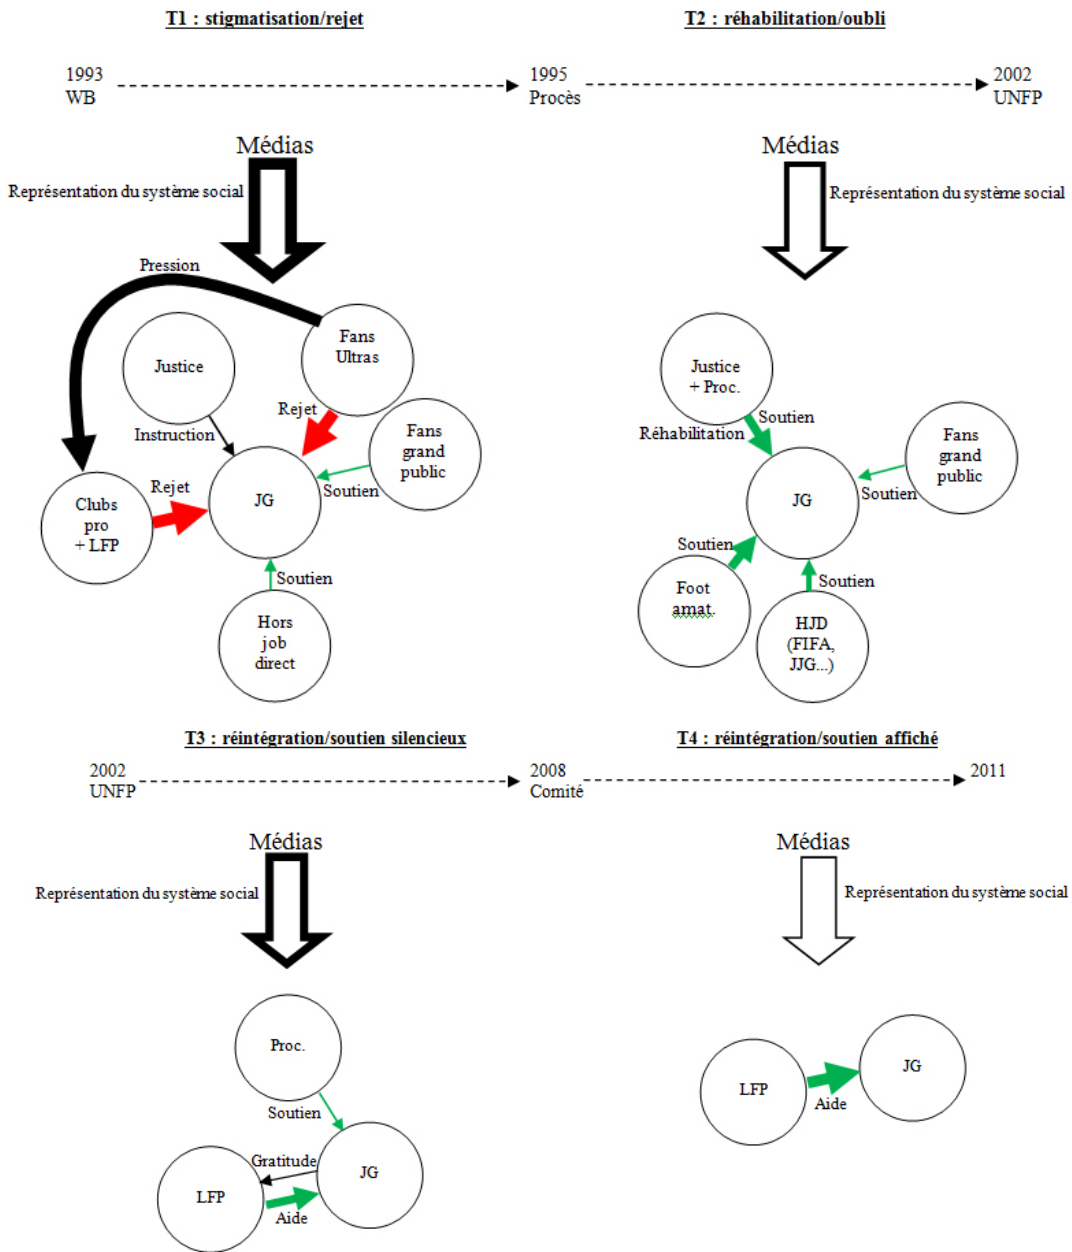 T1 : stigmatisation/rejet
1993
WB
1995
Procès
Médias
Représentation du système social
Pression
Justice
Fans
Ultras
Rejet
Instruction
Fans
grand
public
Soutien
JG
Rejet
Clubs
pro
+ LFP
Soutien
Hors
job
direct
T2 : réhabilitation/oubli
2002
UNFP
Médias
Représentation du système social
Justice
+ Proc.
Soutien
Réhabilitation
Fans
grand
public
Soutien
JG
Soutien
Foot
amat.
Soutien
HJD
(FIFA,
JJG...)
T3 : réintégration/soutien silencieux
2002
UNFP
2008
Comité
Médias
Représentation du système social
Proc.
Soutien
Gratitude
JG
LFP
Aide
T4 : réintégration/soutien affiché
2011
Médias
Représentation du système social
LFP
JG
Aide